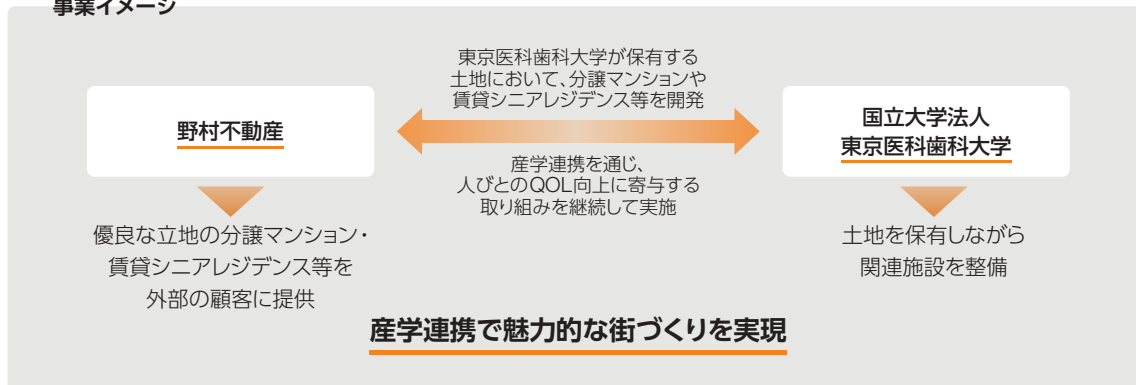 事業イメージ
東京医科歯科大学が保有する
土地において、分譲マンションや
賃貸シニアレジデンス等を開発
野村不動産
国立大学法人
東京医科歯科大学
産学連携を通じ、
人びとのQOL向上に寄与する
取り組みを継続して実施
優良な立地の分譲マンション・
賃貸シニアレジデンス等を
外部の顧客に提供
土地を保有しながら
関連施設を整備
産学連携で魅力的な街づくりを実現